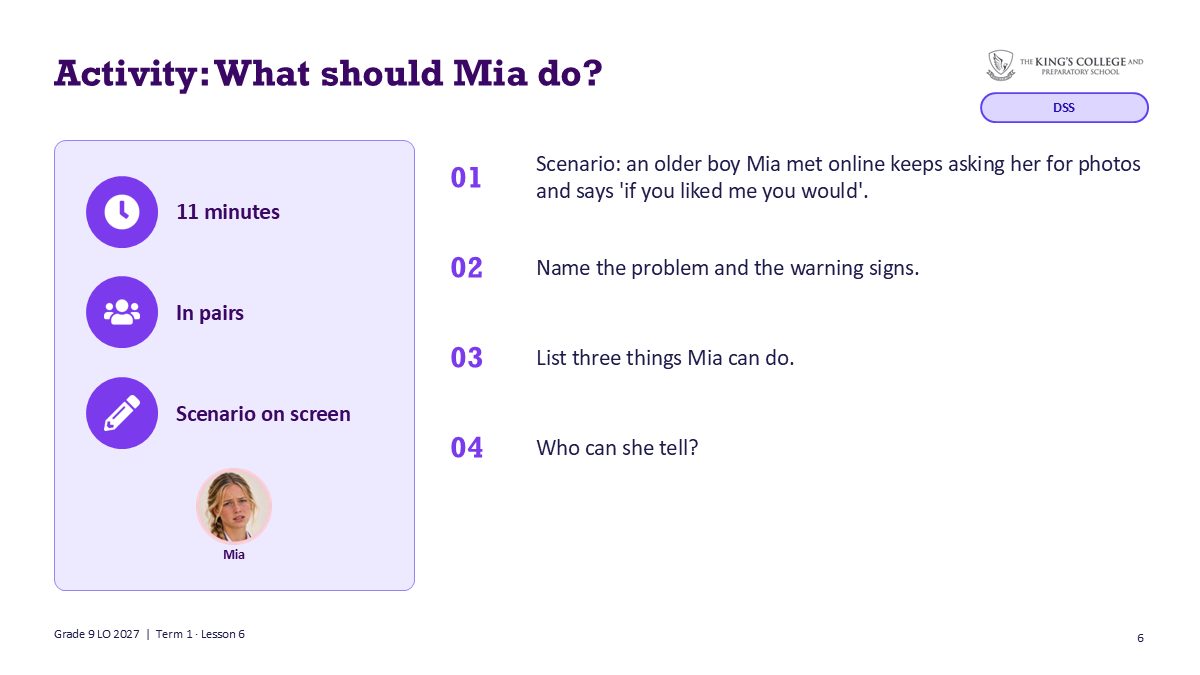 Activity: What should Mia do?
THE KING'S COLLEGE AND
PREPARATORY SCHOOL
DSS
11 minutes
In pairs
Scenario on screen
Mia
01
Scenario: an older boy Mia met online keeps asking her for photos
and says 'if you liked me you would'.
02
Name the problem and the warning signs.
03
List three things Mia can do.
04
Who can she tell?
Grade 9 LO 2027 | Term 1 · Lesson 6
6